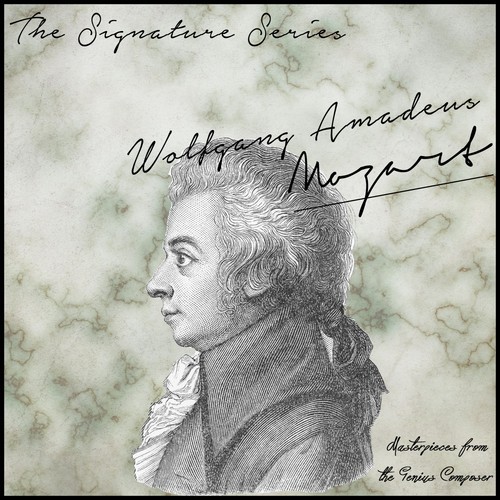 The Signature Series
Wolfgang Amadeus
Mozart
Masterpieces from
the Genius Composer